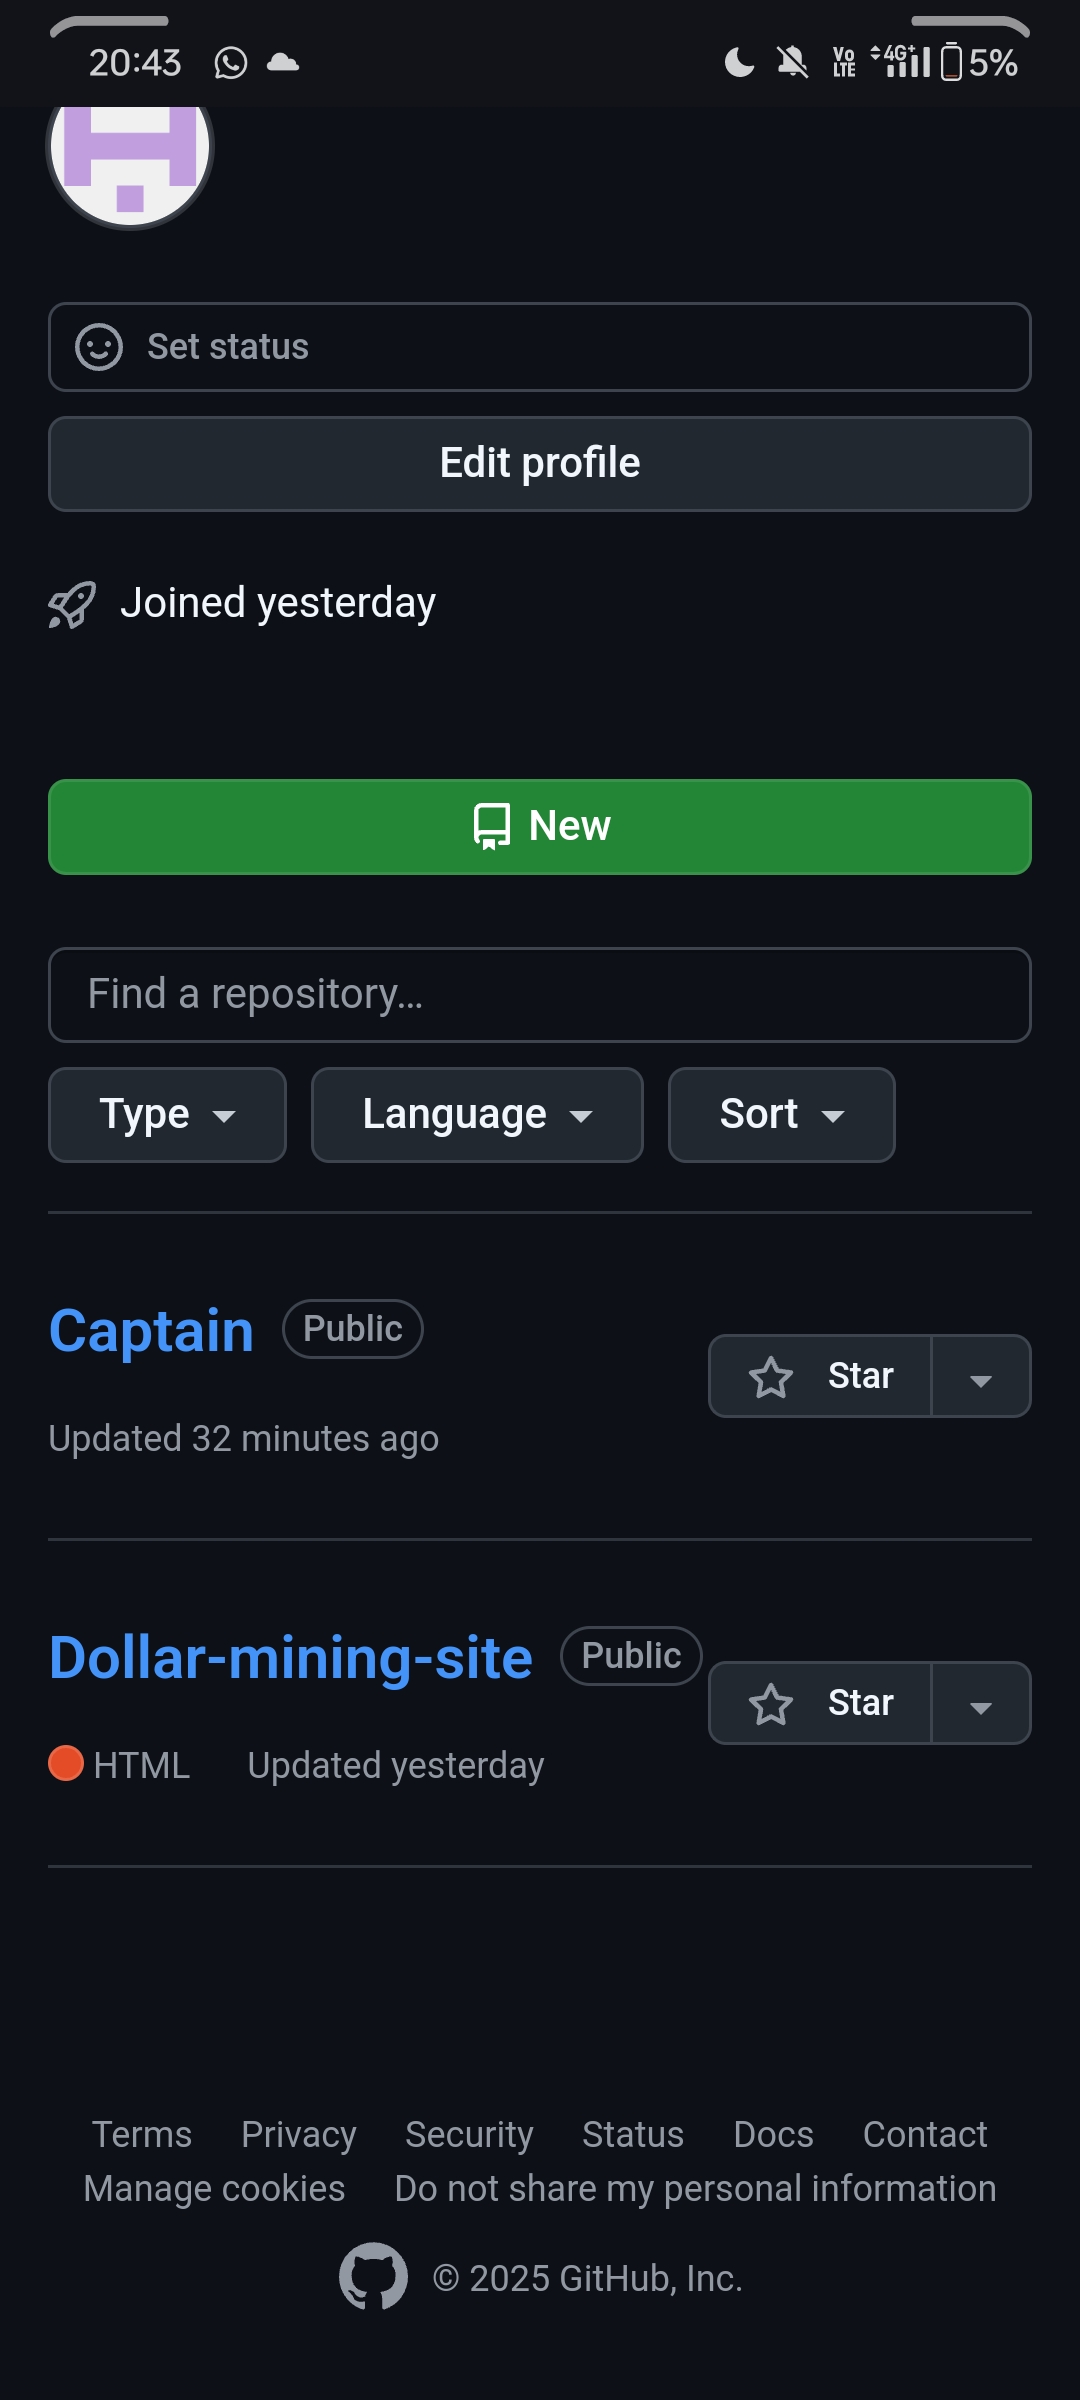 20:43 Vo LTE 4G+ 5%
Set status
Edit profile
Joined yesterday
New
Find a repository...
Type Language Sort
Captain Public
Star
Updated 32 minutes ago
Dollar-mining-site Public
Star
HTML Updated yesterday
Terms Privacy Security Status Docs Contact
Manage cookies Do not share my personal information
© 2025 GitHub, Inc.